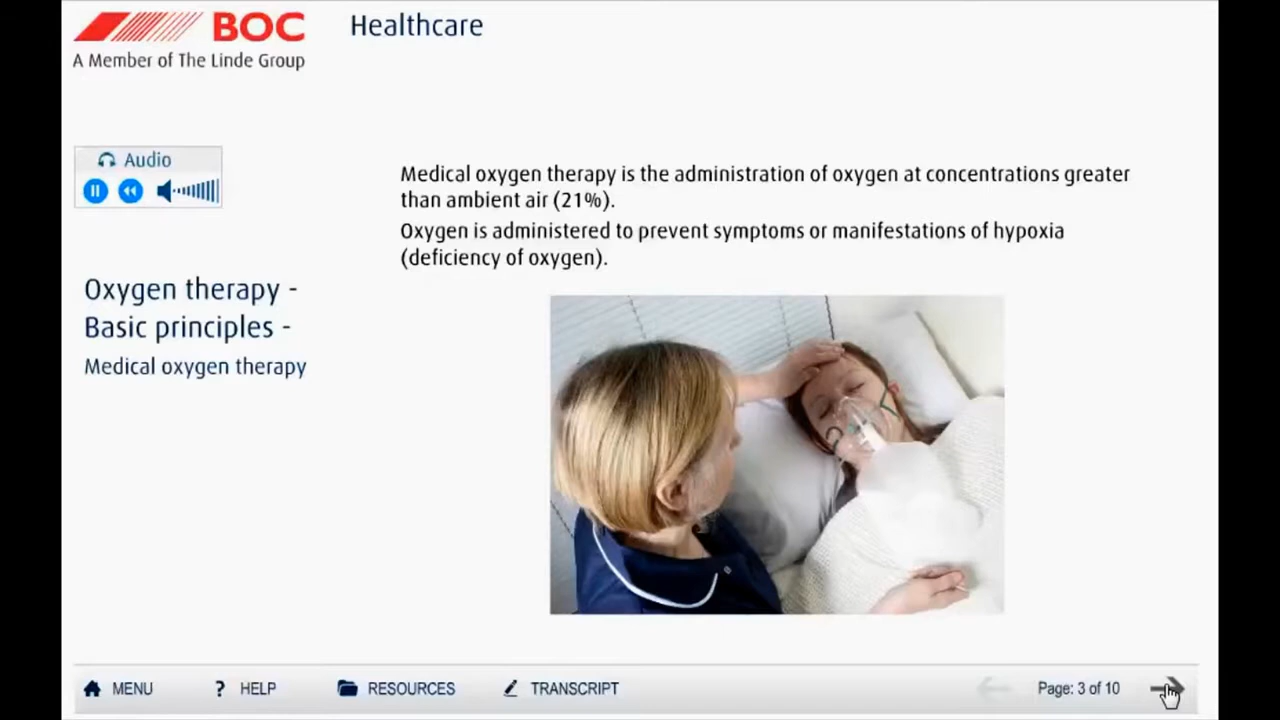 BOC
A Member of The Linde Group
Healthcare
Audio
Medical oxygen therapy is the administration of oxygen at concentrations greater
than ambient air (21%).
Oxygen is administered to prevent symptoms or manifestations of hypoxia
(deficiency of oxygen).
Oxygen therapy -
Basic principles -
Medical oxygen therapy
MENU
? HELP
RESOURCES
TRANSCRIPT
Page: 3 of 10